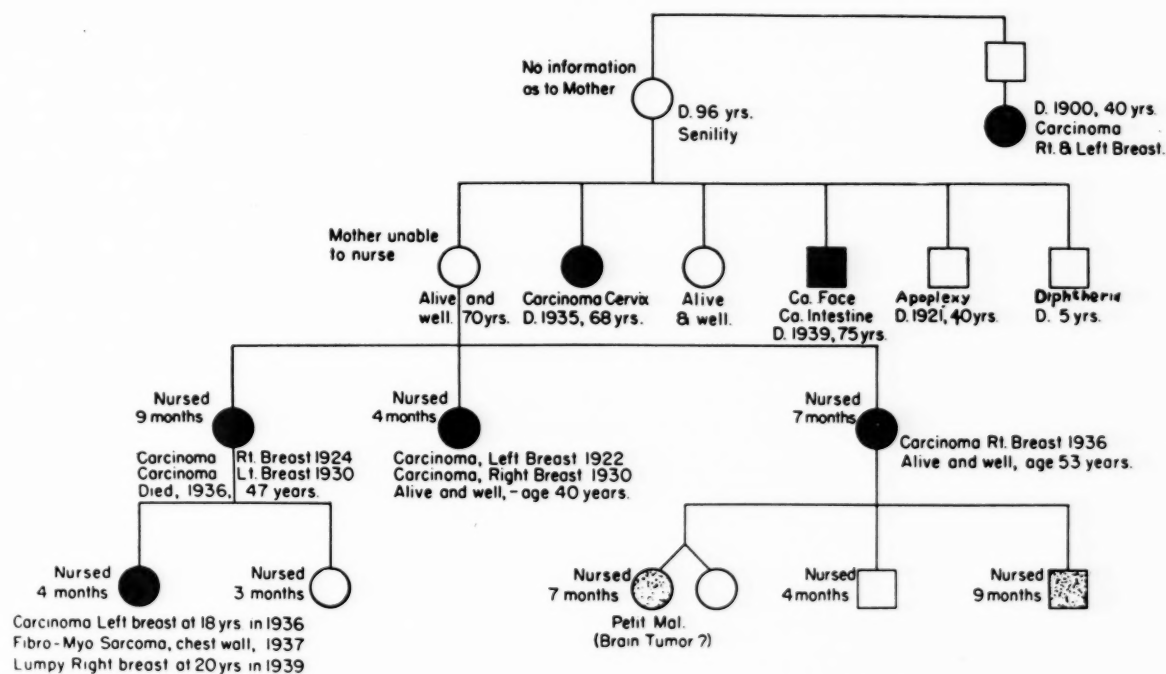 No information
as to Mother
D. 96 yrs.
Senility
D. 1900, 40 yrs.
Carcinoma
Rt. & Left Breast.
Mother unable
to nurse
Alive and
well. 70yrs.
Carcinoma Cervix
D. 1935, 68 yrs.
Alive
& well.
Ca. Face
Ca. Intestine
D. 1939, 75 yrs.
Apoplexy
D. 1921, 40 yrs.
Diphtheria
D. 5 yrs.
Nursed
9 months
Carcinoma Rt. Breast 1924
Carcinoma Lt. Breast 1930
Died, 1936, 47 years.
Nursed
4 months
Carcinoma, Left Breast 1922
Carcinoma, Right Breast 1930
Alive and well, - age 40 years.
Nursed
7 months
Carcinoma Rt. Breast 1936
Alive and well, age 53 years.
Nursed
4 months
Carcinoma Left breast at 18 yrs in 1936
Fibro-Myo Sarcoma, chest wall, 1937
Lumpy Right breast at 20 yrs in 1939
Nursed
3 months
Nursed
7 months
Petit Mal.
(Brain Tumor ?)
Nursed
4 months
Nursed
9 months